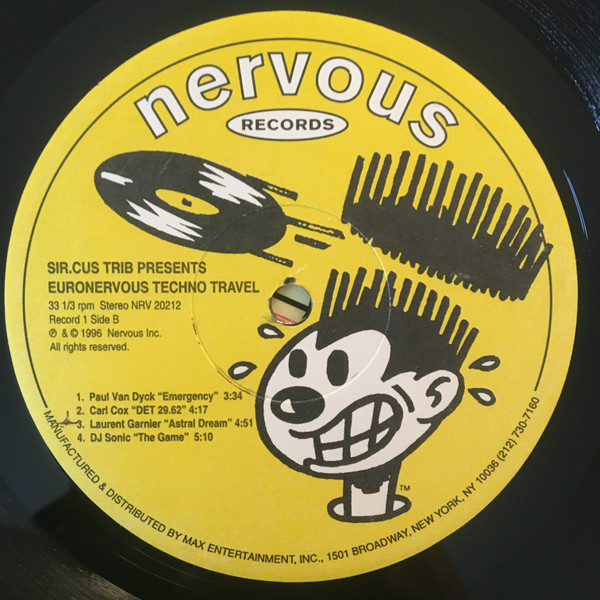 nervous
RECORDS
SIR.CUS TRIB PRESENTS
EURONERVOUS TECHNO TRAVEL
33 1/3 rpm Stereo NRV 20212
Record 1 Side B
℗ & © 1996 Nervous Inc.
All rights reserved.
1. Paul Van Dyck "Emergency" 3:34
2. Carl Cox "DET 29.62" 4:17
3. Laurent Garnier "Astral Dream" 4:51
4. DJ Sonic "The Game" 5:10
TM
MANUFACTURED & DISTRIBUTED BY MAX ENTERTAINMENT, INC., 1501 BROADWAY, NEW YORK, NY 10036 (212) 730-7160